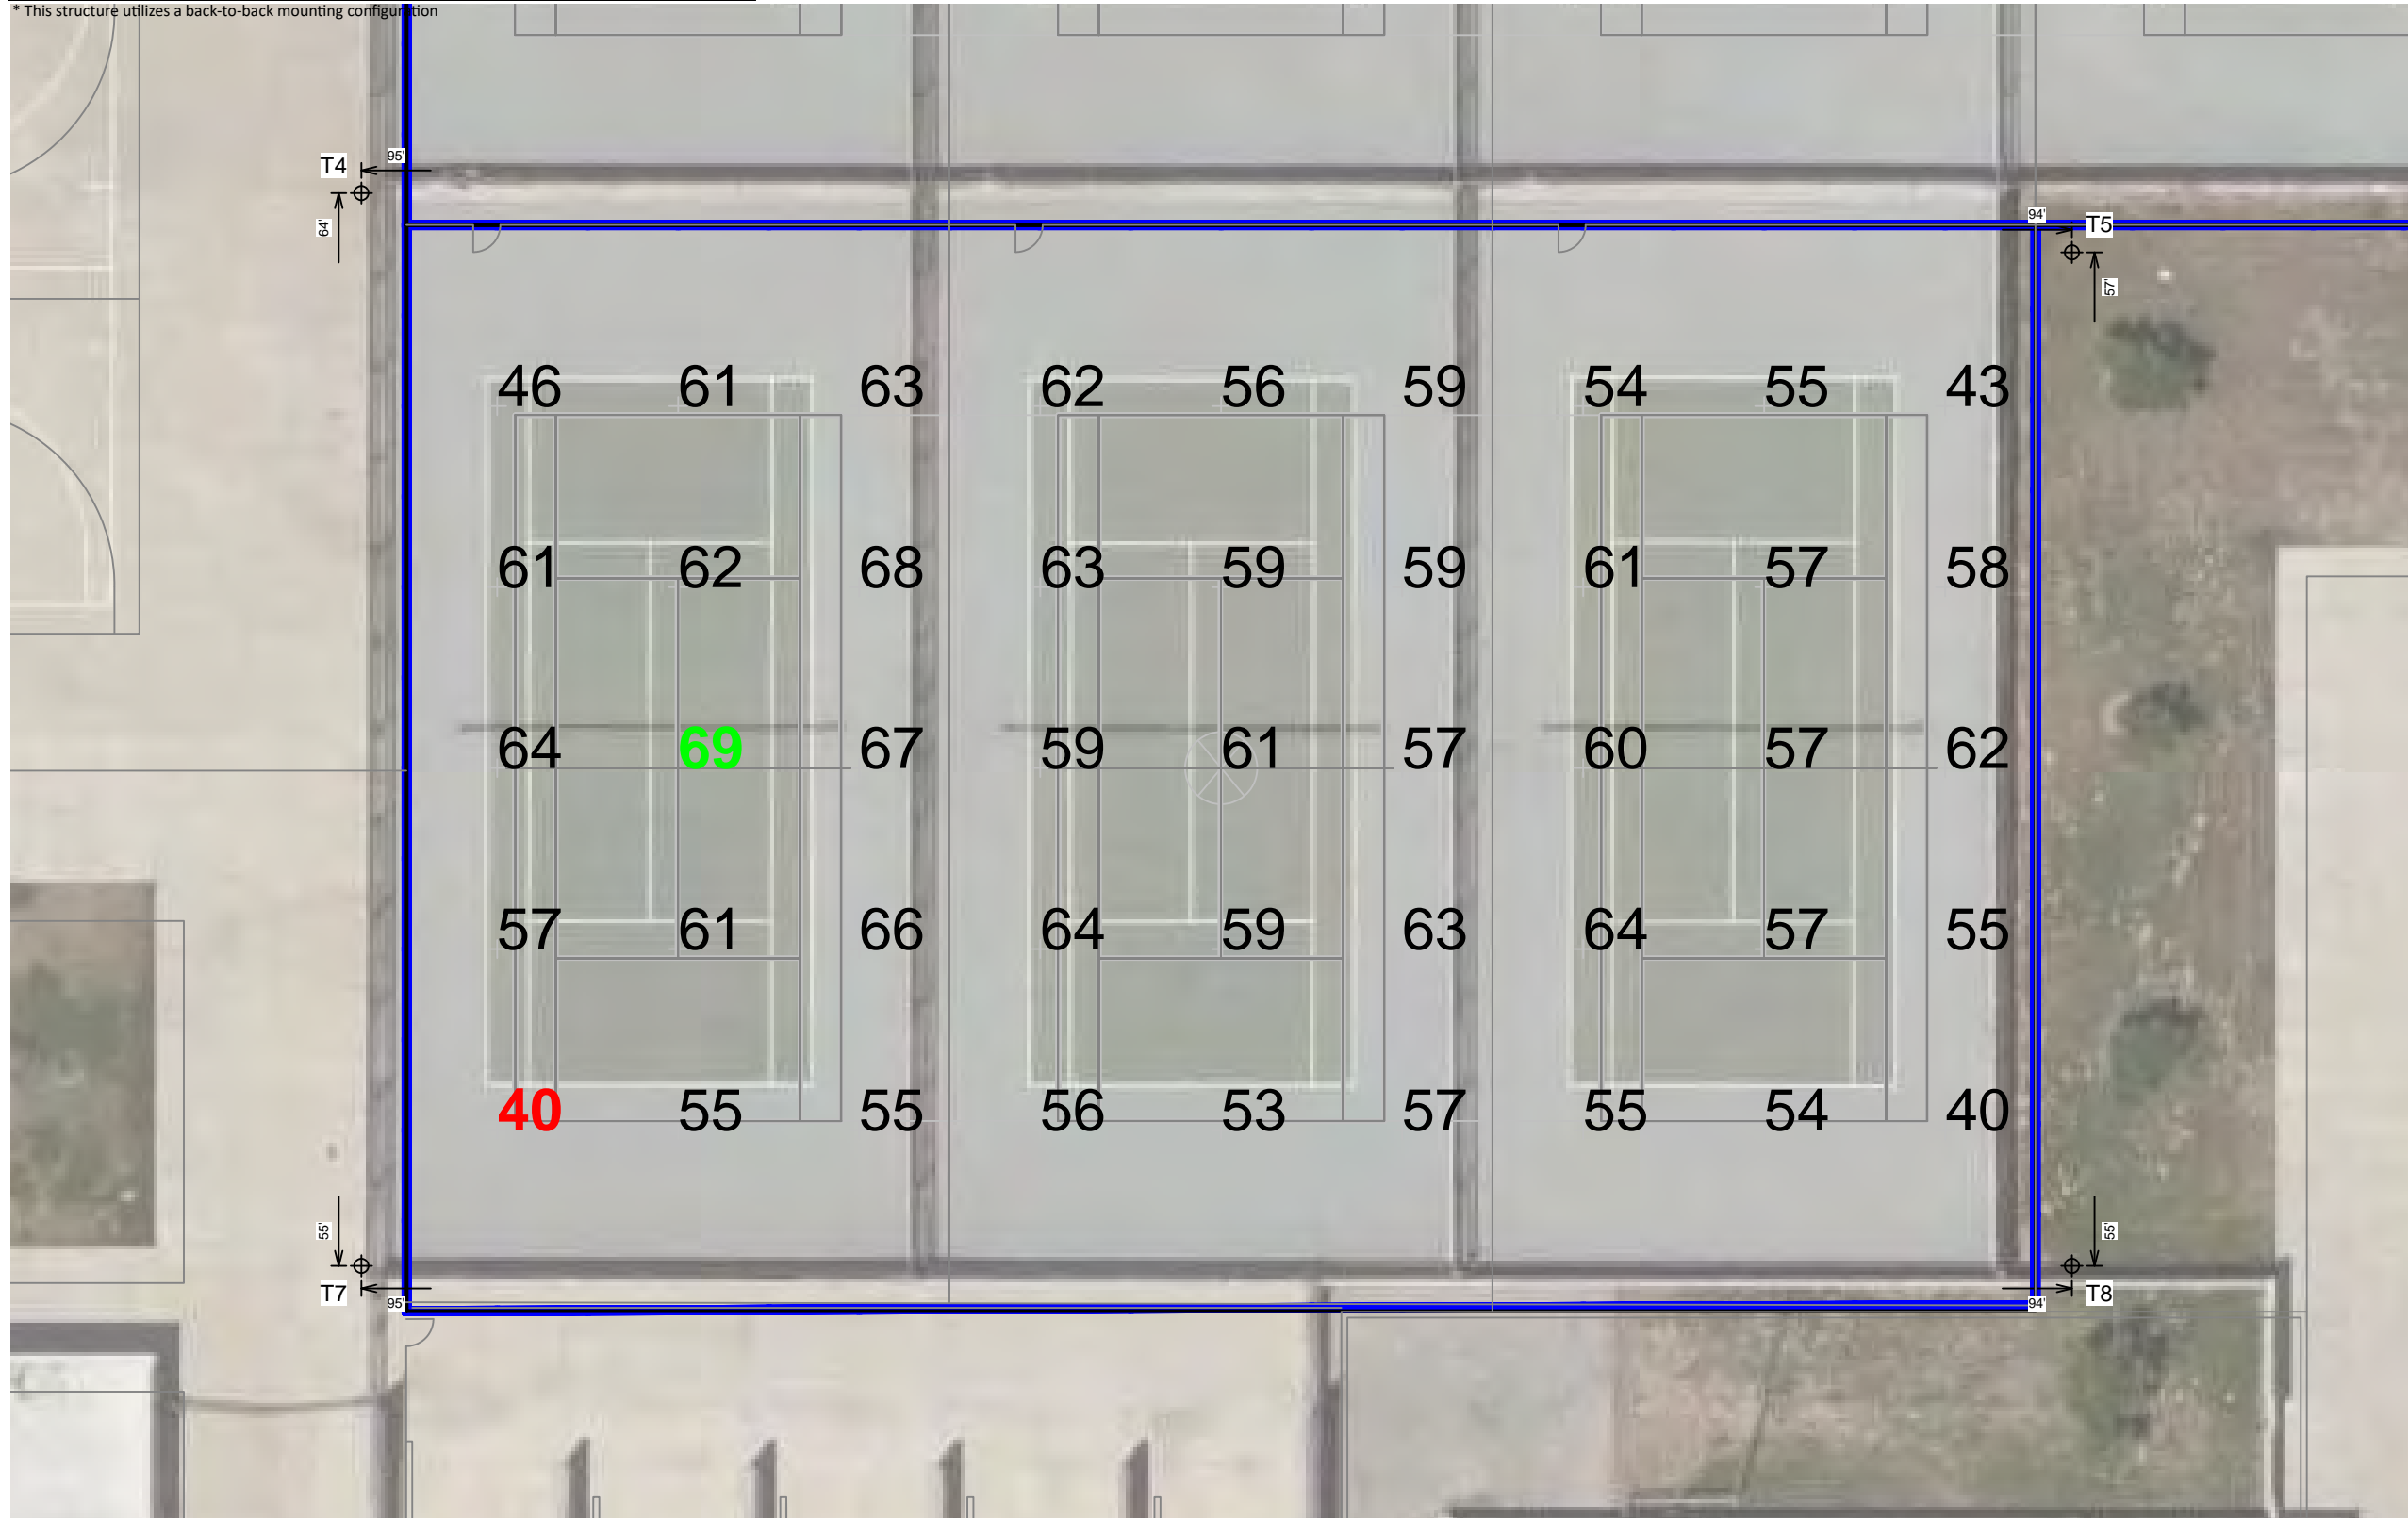 * This structure utilizes a back-to-back mounting configuration
T4
95'
64'
94'
T5
57'
46 61 63 62 56 59 54 55 43
61 62 68 63 59 59 61 57 58
64 69 67 59 61 57 60 57 62
57 61 66 64 59 63 64 57 55
40 55 55 56 53 57 55 54 40
55'
55'
T7
95'
94'
T8